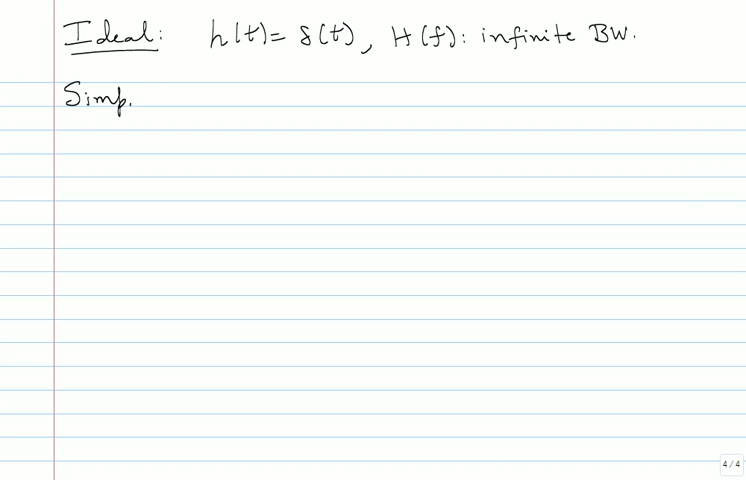 Ideal: h(t) = δ(t), H(f): infinite BW.
Simp.
4/4